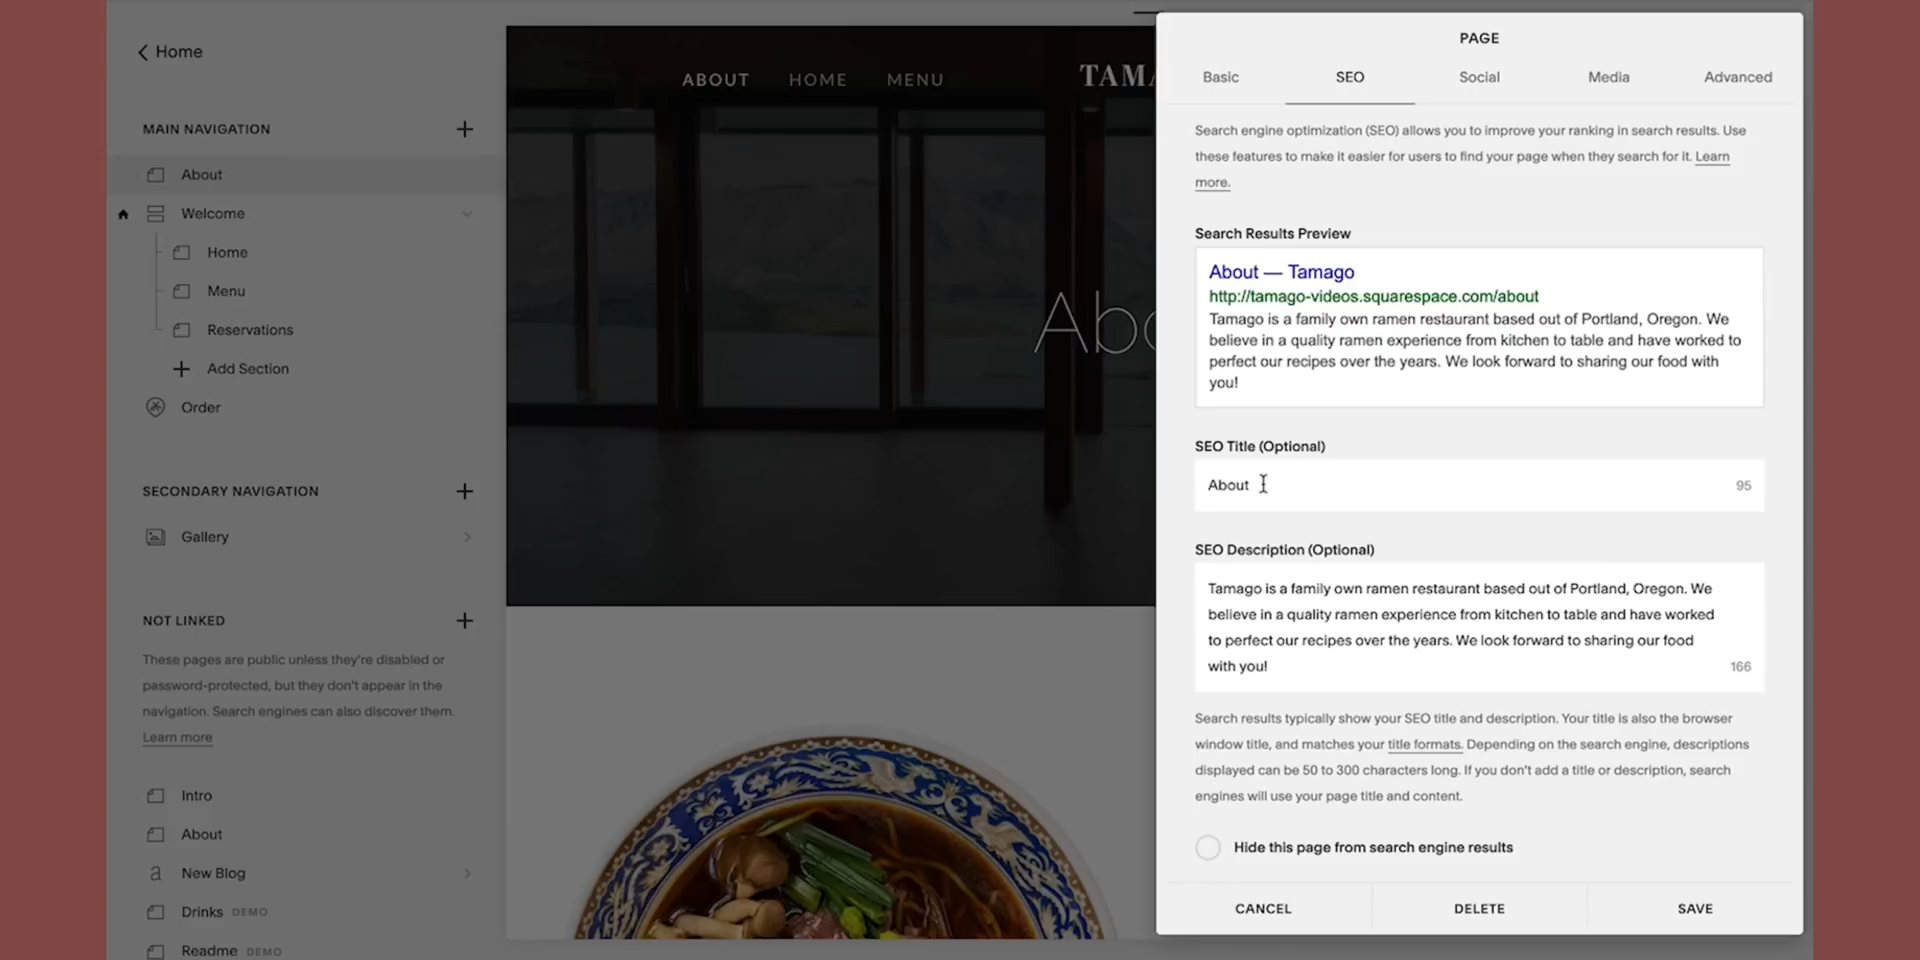 Home
MAIN NAVIGATION
About
Welcome
Home
Menu
Reservations
Add Section
Order
SECONDARY NAVIGATION
Gallery
NOT LINKED
These pages are public unless they're disabled or
password-protected, but they don't appear in the
navigation. Search engines can also discover them.
Learn more
Intro
About
New Blog
Drinks DEMO
Readme DEMO
ABOUT HOME MENU
TAMA
Abo
PAGE
Basic SEO Social Media Advanced
Search engine optimization (SEO) allows you to improve your ranking in search results. Use
these features to make it easier for users to find your page when they search for it. Learn
more.
Search Results Preview
About — Tamago
http://tamago-videos.squarespace.com/about
Tamago is a family own ramen restaurant based out of Portland, Oregon. We
believe in a quality ramen experience from kitchen to table and have worked to
perfect our recipes over the years. We look forward to sharing our food with
you!
SEO Title (Optional)
About 95
SEO Description (Optional)
Tamago is a family own ramen restaurant based out of Portland, Oregon. We
believe in a quality ramen experience from kitchen to table and have worked
to perfect our recipes over the years. We look forward to sharing our food
with you! 166
Search results typically show your SEO title and description. Your title is also the browser
window title, and matches your title formats. Depending on the search engine, descriptions
displayed can be 50 to 300 characters long. If you don't add a title or description, search
engines will use your page title and content.
Hide this page from search engine results
CANCEL DELETE SAVE